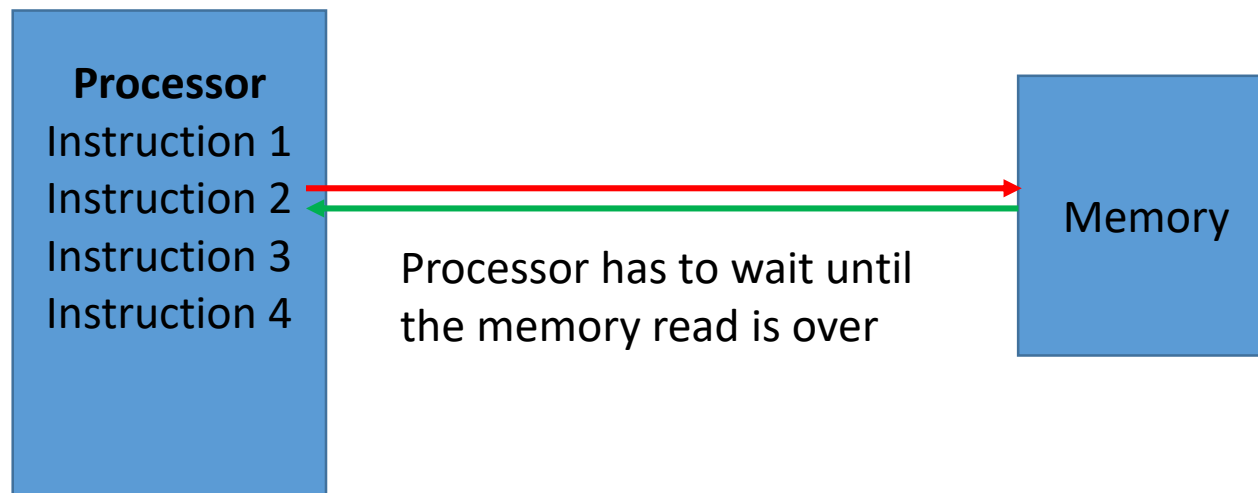 Processor
Instruction 1
Instruction 2
Instruction 3
Instruction 4
Processor has to wait until
the memory read is over
Memory